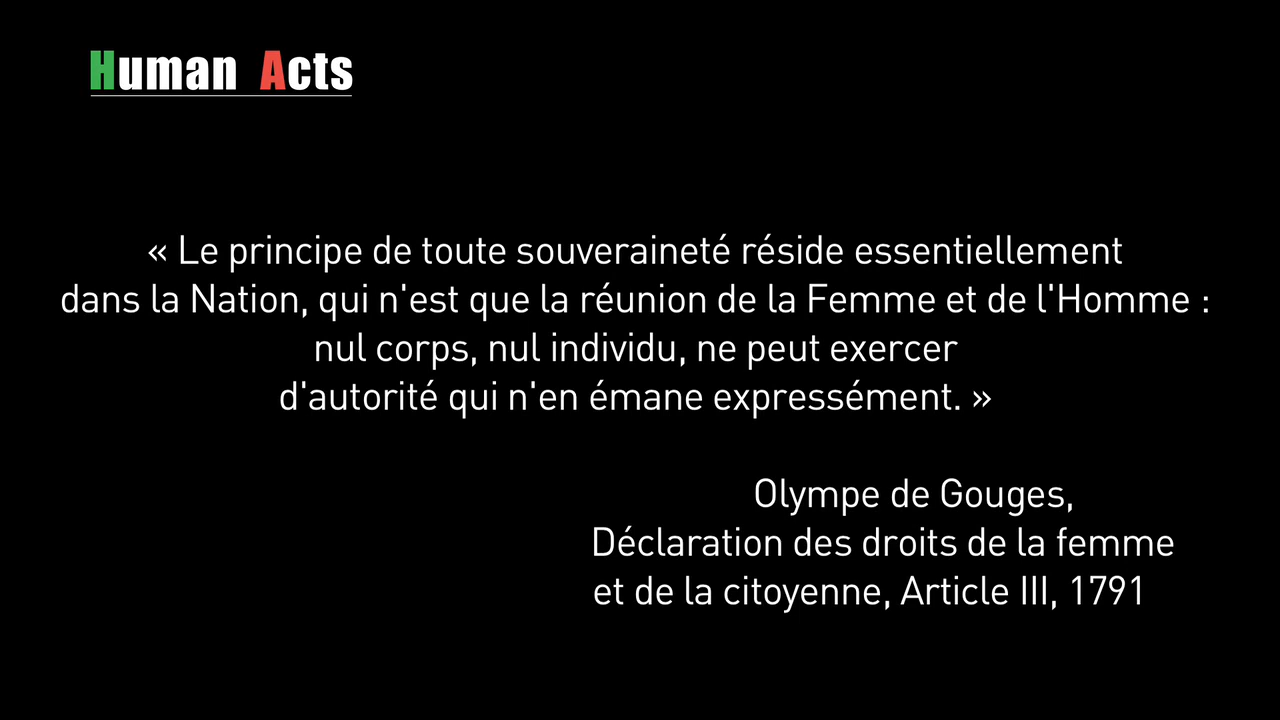 Human Acts
« Le principe de toute souveraineté réside essentiellement
dans la Nation, qui n'est que la réunion de la Femme et de l'Homme :
nul corps, nul individu, ne peut exercer
d'autorité qui n'en émane expressément. »
Olympe de Gouges,
Déclaration des droits de la femme
et de la citoyenne, Article III, 1791